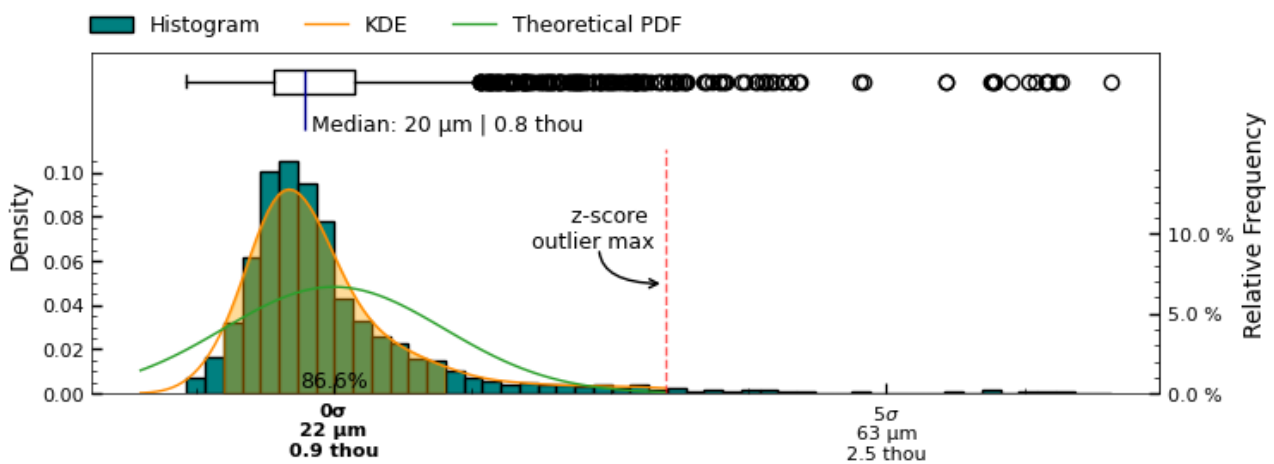 Histogram KDE Theoretical PDF
Median: 20 µm | 0.8 thou
Density
0.10
0.08
0.06
0.04
0.02
0.00
z-score
outlier max
86.6%
Relative Frequency
10.0 %
5.0 %
0.0 %
0σ
22 µm
0.9 thou
5σ
63 µm
2.5 thou